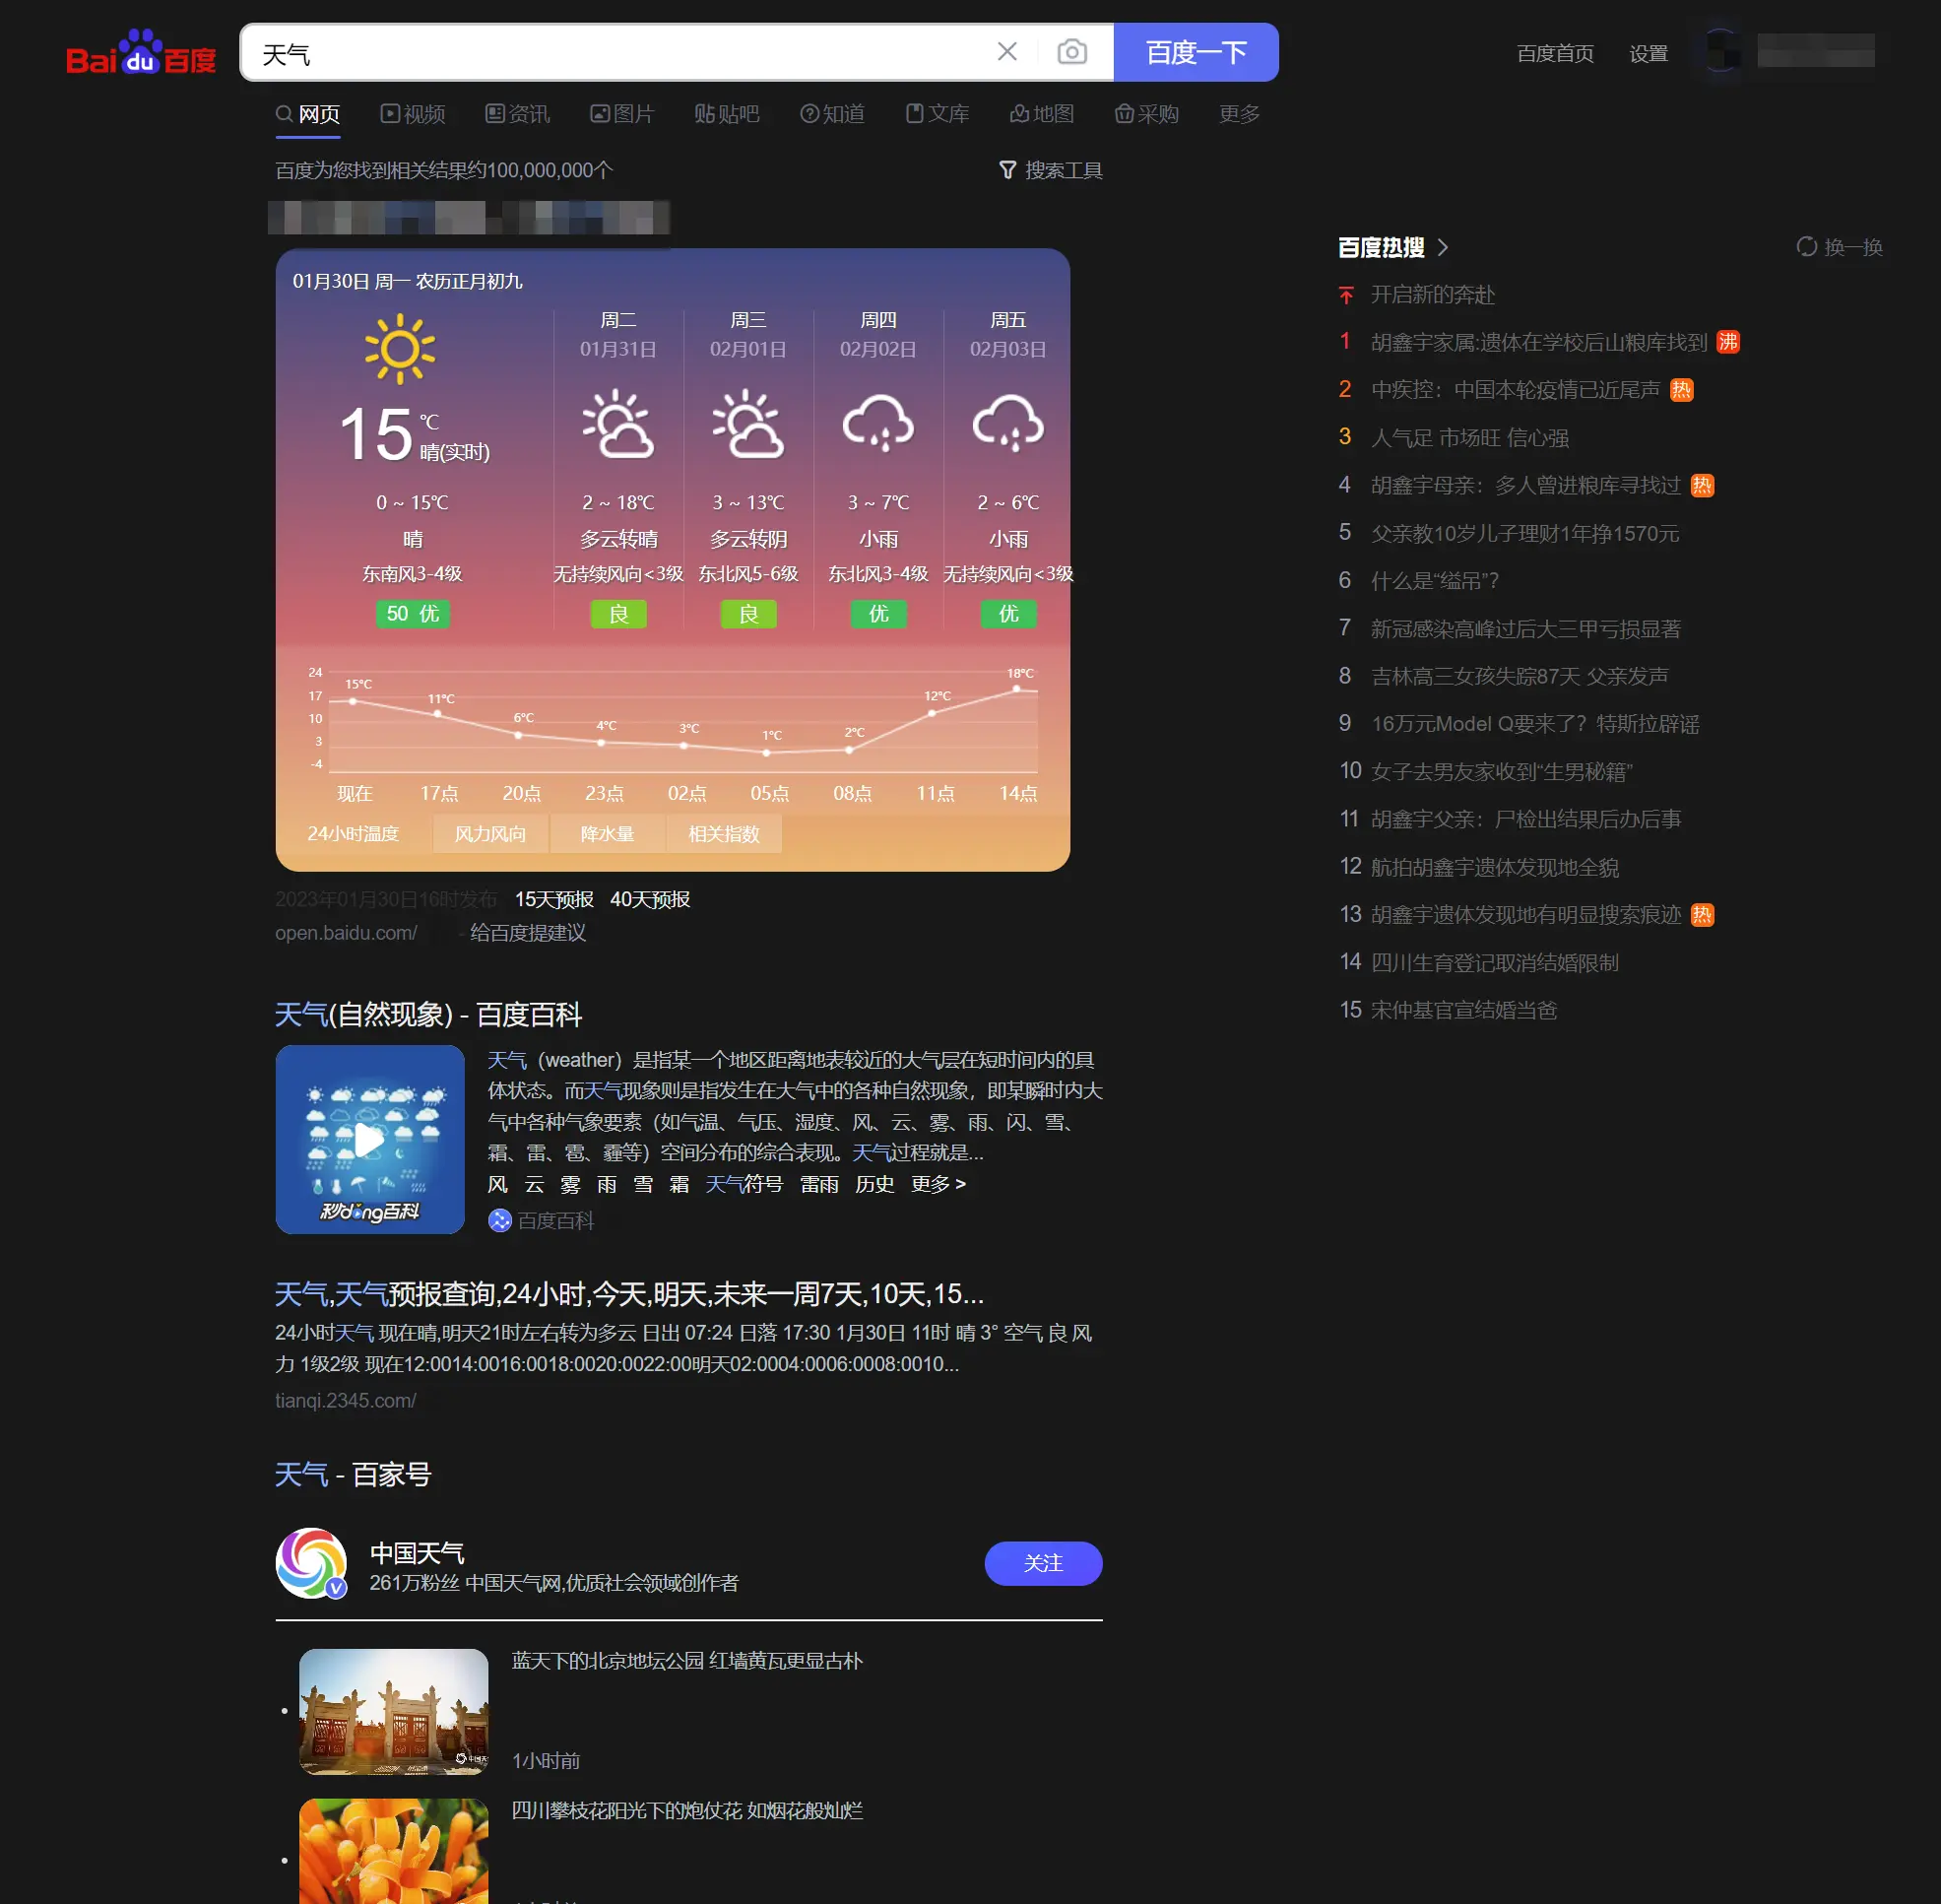 Bai du 百度
天气
百度一下
百度首页 设置
网页 视频 资讯 图片 贴吧 知道 文库 地图 采购 更多
百度为您找到相关结果约100,000,000个
搜索工具
01月30日 周一 农历正月初九
15
℃
晴(实时)
0 ~ 15℃
晴
东南风3-4级
50 优
周二
01月31日
2 ~ 18℃
多云转晴
无持续风向<3级
良
周三
02月01日
3 ~ 13℃
多云转阴
东北风5-6级
良
周四
02月02日
3 ~ 7℃
小雨
东北风3-4级
优
周五
02月03日
2 ~ 6℃
小雨
无持续风向<3级
优
24
17
10
3
-4
15℃ 11℃ 6℃ 4℃ 3℃ 1℃ 2℃ 12℃ 18℃
现在 17点 20点 23点 02点 05点 08点 11点 14点
24小时温度 风力风向 降水量 相关指数
2023年01月30日16时发布 15天预报 40天预报
open.baidu.com/ - 给百度提建议
天气(自然现象) - 百度百科
天气（weather）是指某一个地区距离地表较近的大气层在短时间内的具
体状态。而天气现象则是指发生在大气中的各种自然现象，即某瞬时内大
气中各种气象要素（如气温、气压、湿度、风、云、雾、雨、闪、雪、
霜、雷、雹、霾等）空间分布的综合表现。天气过程就是...
风 云 雾 雨 雪 霜 天气符号 雷雨 历史 更多 >
秒dong百科
百度百科
天气,天气预报查询,24小时,今天,明天,未来一周7天,10天,15...
24小时天气 现在晴,明天21时左右转为多云 日出 07:24 日落 17:30 1月30日 11时 晴 3° 空气 良 风
力 1级2级 现在12:0014:0016:0018:0020:0022:00明天02:0004:0006:0008:0010...
tianqi.2345.com/
天气 - 百家号
中国天气
261万粉丝 中国天气网,优质社会领域创作者
关注
蓝天下的北京地坛公园 红墙黄瓦更显古朴
1小时前
四川攀枝花阳光下的炮仗花 如烟花般灿烂
百度热搜
换一换
开启新的奔赴
1 胡鑫宇家属:遗体在学校后山粮库找到 沸
2 中疾控：中国本轮疫情已近尾声 热
3 人气足 市场旺 信心强
4 胡鑫宇母亲：多人曾进粮库寻找过 热
5 父亲教10岁儿子理财1年挣1570元
6 什么是“缢吊”？
7 新冠感染高峰过后大三甲亏损显著
8 吉林高三女孩失踪87天 父亲发声
9 16万元Model Q要来了？特斯拉辟谣
10 女子去男友家收到“生男秘籍”
11 胡鑫宇父亲：尸检出结果后办后事
12 航拍胡鑫宇遗体发现地全貌
13 胡鑫宇遗体发现地有明显搜索痕迹 热
14 四川生育登记取消结婚限制
15 宋仲基官宣结婚当爸